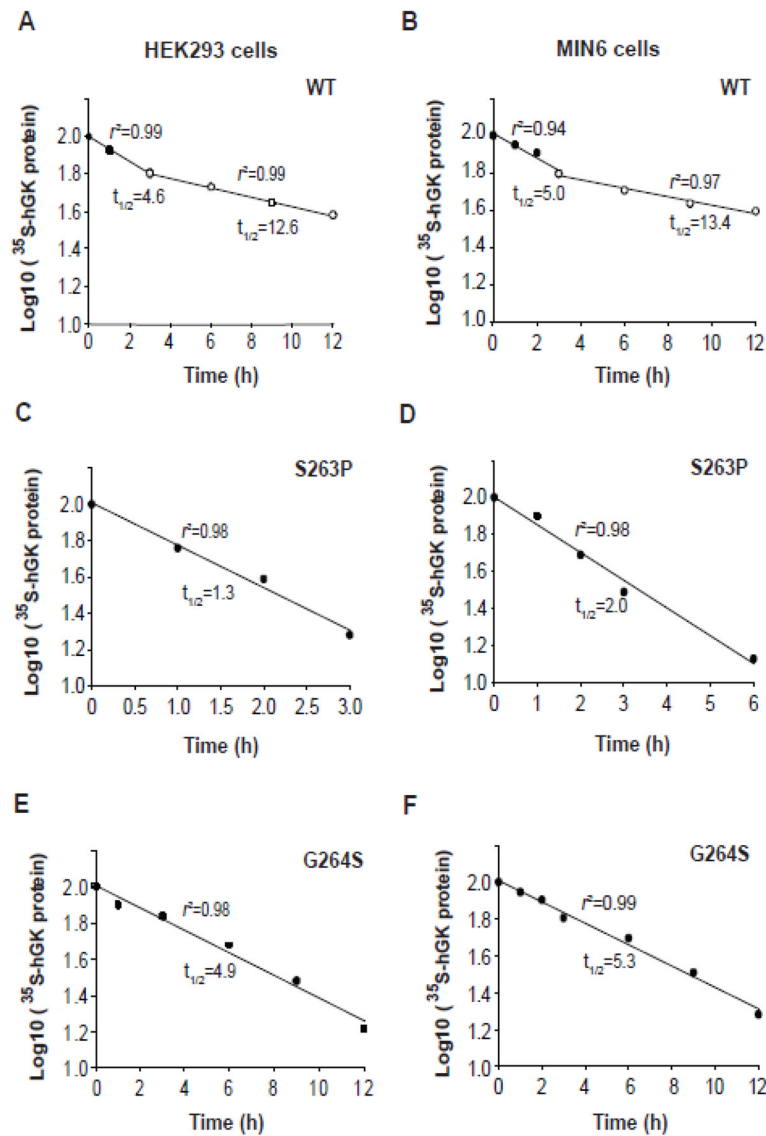 A
HEK293 cells
WT
Log10 ( ³⁵S-hGK protein)
2.0
1.8
1.6
1.4
1.2
1.0
r²=0.99
t1/2=4.6
r²=0.99
t1/2=12.6
0 2 4 6 8 10 12
Time (h)
B
MIN6 cells
WT
Log10 ( ³⁵S-hGK protein)
2.0
1.8
1.6
1.4
1.2
1.0
r²=0.94
t1/2=5.0
r²=0.97
t1/2=13.4
0 2 4 6 8 10 12
Time (h)
C
S263P
Log10 ( ³⁵S-hGK protein)
2.0
1.8
1.6
1.4
1.2
1.0
r²=0.98
t1/2=1.3
0 0.5 1.0 1.5 2.0 2.5 3.0
Time (h)
D
S263P
Log10 ( ³⁵S-hGK protein)
2.0
1.8
1.6
1.4
1.2
1.0
r²=0.98
t1/2=2.0
0 1 2 3 4 5 6
Time (h)
E
G264S
Log10 ( ³⁵S-hGK protein)
2.0
1.8
1.6
1.4
1.2
1.0
r²=0.98
t1/2=4.9
0 2 4 6 8 10 12
Time (h)
F
G264S
Log10 ( ³⁵S-hGK protein)
2.0
1.8
1.6
1.4
1.2
1.0
r²=0.99
t1/2=5.3
0 2 4 6 8 10 12
Time (h)